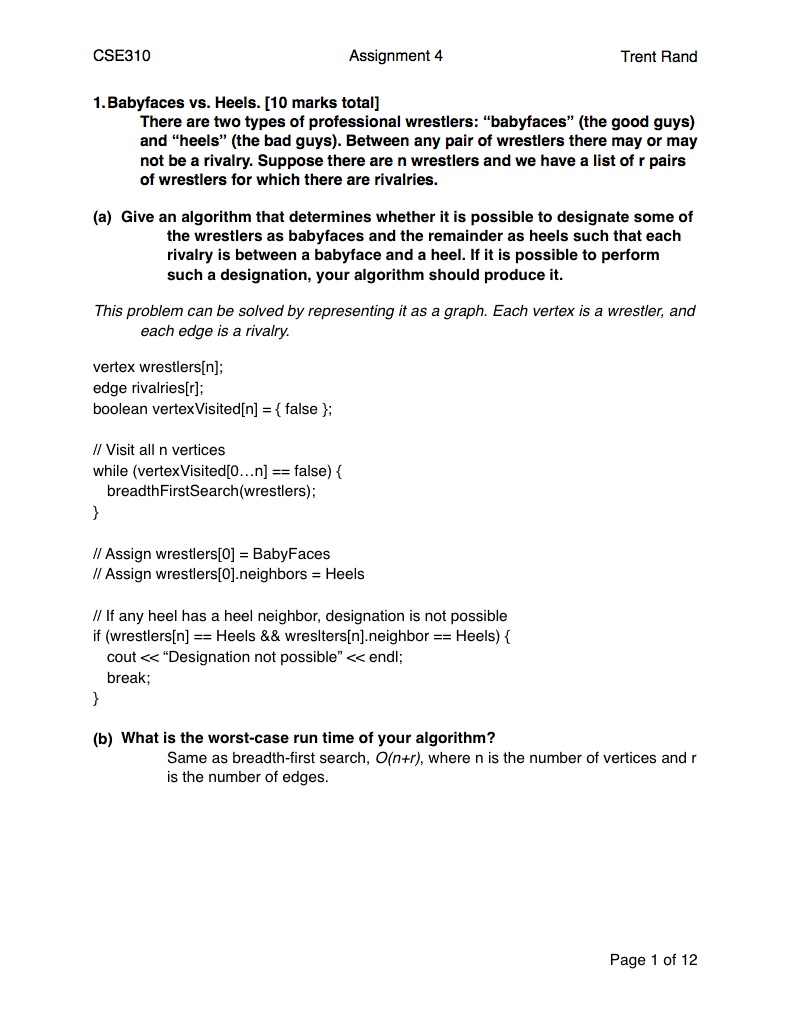 CSE310 Assignment 4 Trent Rand
1. Babyfaces vs. Heels. [10 marks total]
There are two types of professional wrestlers: “babyfaces” (the good guys)
and “heels” (the bad guys). Between any pair of wrestlers there may or may
not be a rivalry. Suppose there are n wrestlers and we have a list of r pairs
of wrestlers for which there are rivalries.
(a) Give an algorithm that determines whether it is possible to designate some of
the wrestlers as babyfaces and the remainder as heels such that each
rivalry is between a babyface and a heel. If it is possible to perform
such a designation, your algorithm should produce it.
This problem can be solved by representing it as a graph. Each vertex is a wrestler, and
each edge is a rivalry.
vertex wrestlers[n];
edge rivalries[r];
boolean vertexVisited[n] = { false };
// Visit all n vertices
while (vertexVisited[0…n] == false) {
breadthFirstSearch(wrestlers);
}
// Assign wrestlers[0] = BabyFaces
// Assign wrestlers[0].neighbors = Heels
// If any heel has a heel neighbor, designation is not possible
if (wrestlers[n] == Heels && wreslters[n].neighbor == Heels) {
cout << “Designation not possible” << endl;
break;
}
(b) What is the worst-case run time of your algorithm?
Same as breadth-first search, O(n+r), where n is the number of vertices and r
is the number of edges.
Page 1 of 12